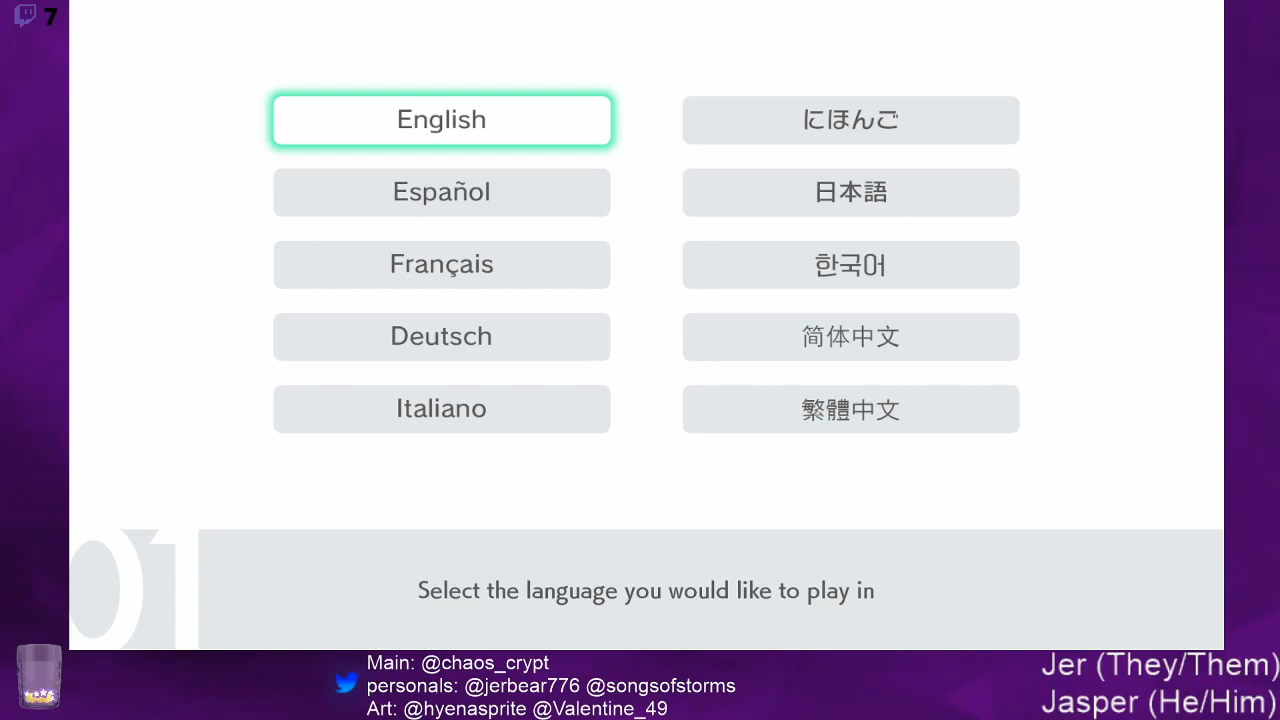 7
English
Español
Français
Deutsch
Italiano
にほんご
日本語
한국어
简体中文
繁體中文
01
Select the language you would like to play in
Main: @chaos_crypt
personals: @jerbear776 @songsofstorms
Art: @hyenasprite @Valentine_49
Jer (They/Them)
Jasper (He/Him)